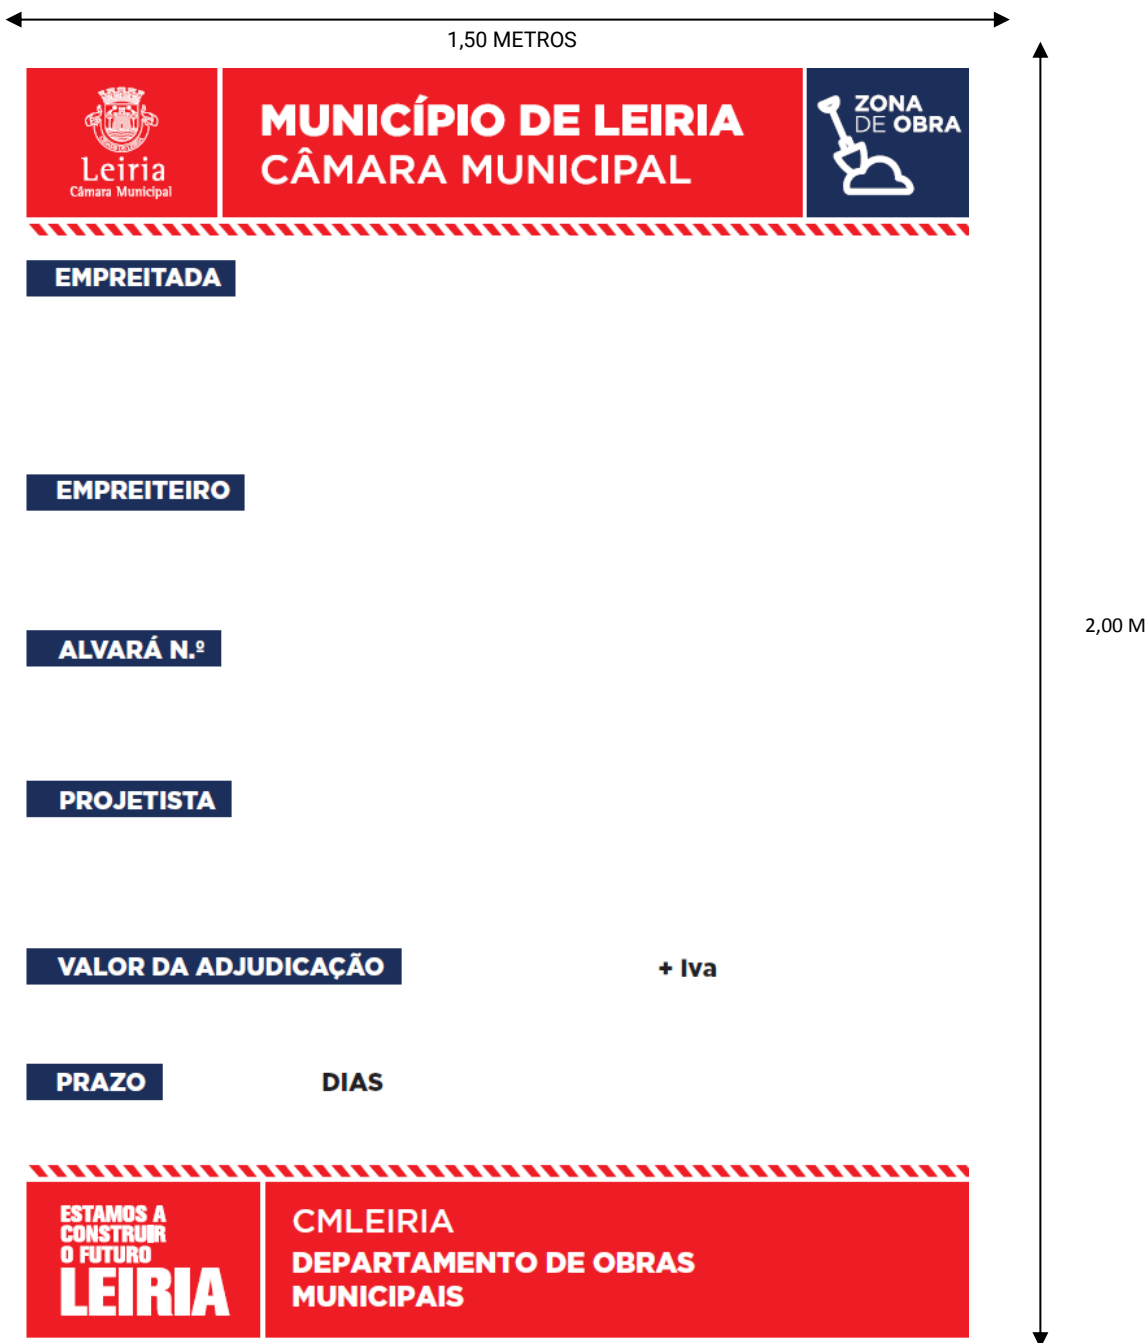 1,50 METROS
Leiria
Câmara Municipal
MUNICÍPIO DE LEIRIA
CÂMARA MUNICIPAL
ZONA
DE OBRA
EMPREITADA
EMPREITEIRO
ALVARÁ N.º
2,00 M
PROJETISTA
VALOR DA ADJUDICAÇÃO + Iva
PRAZO DIAS
ESTAMOS A
CONSTRUIR
O FUTURO
LEIRIA
CMLEIRIA
DEPARTAMENTO DE OBRAS
MUNICIPAIS